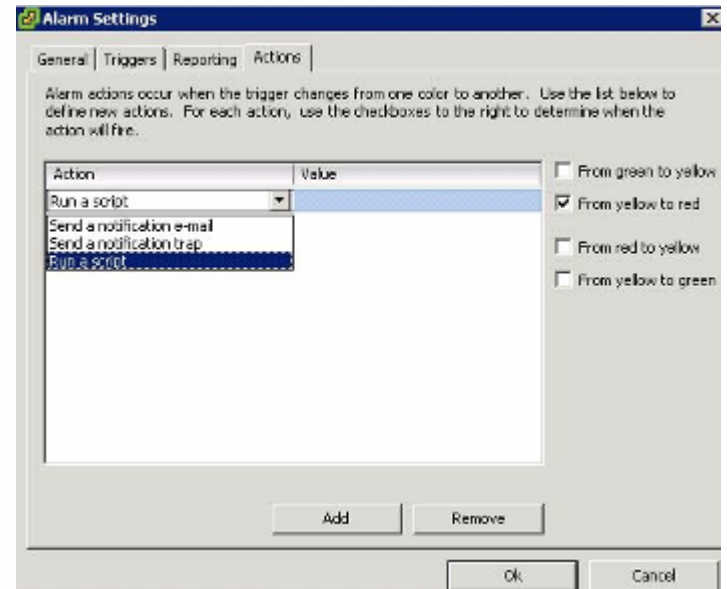 Alarm Settings
General Triggers Reporting Actions
Alarm actions occur when the trigger changes from one color to another. Use the list below to
define new actions. For each action, use the checkboxes to the right to determine when the
action will fire.
Action Value
Run a script
Send a notification e-mail
Send a notification trap
Run a script
From green to yellow
From yellow to red
From red to yellow
From yellow to green
Add Remove
Ok Cancel